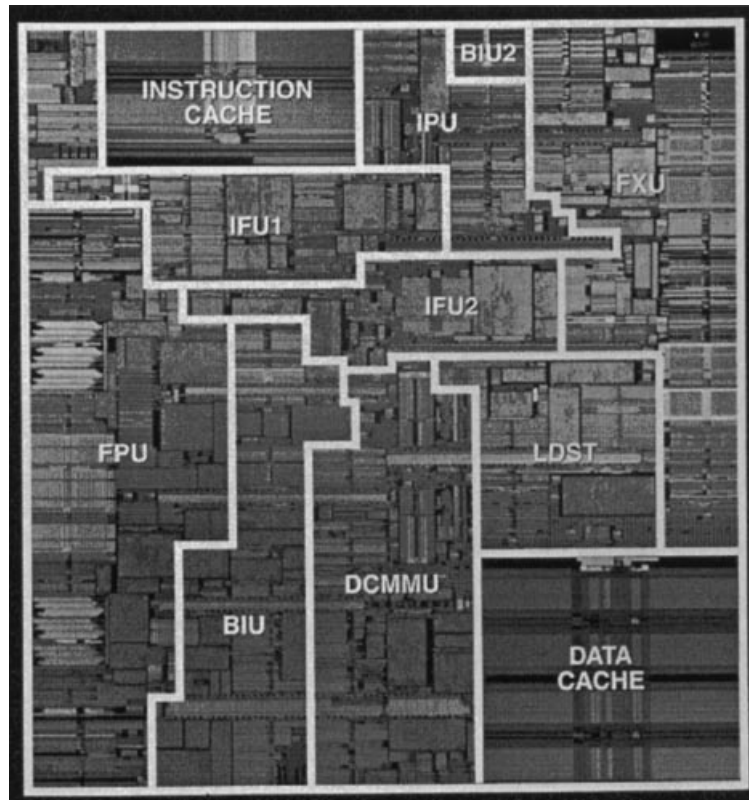 BIU2
INSTRUCTION
CACHE
IPU
FXU
IFU1
IFU2
FPU
LDST
DCMMU
BIU
DATA
CACHE